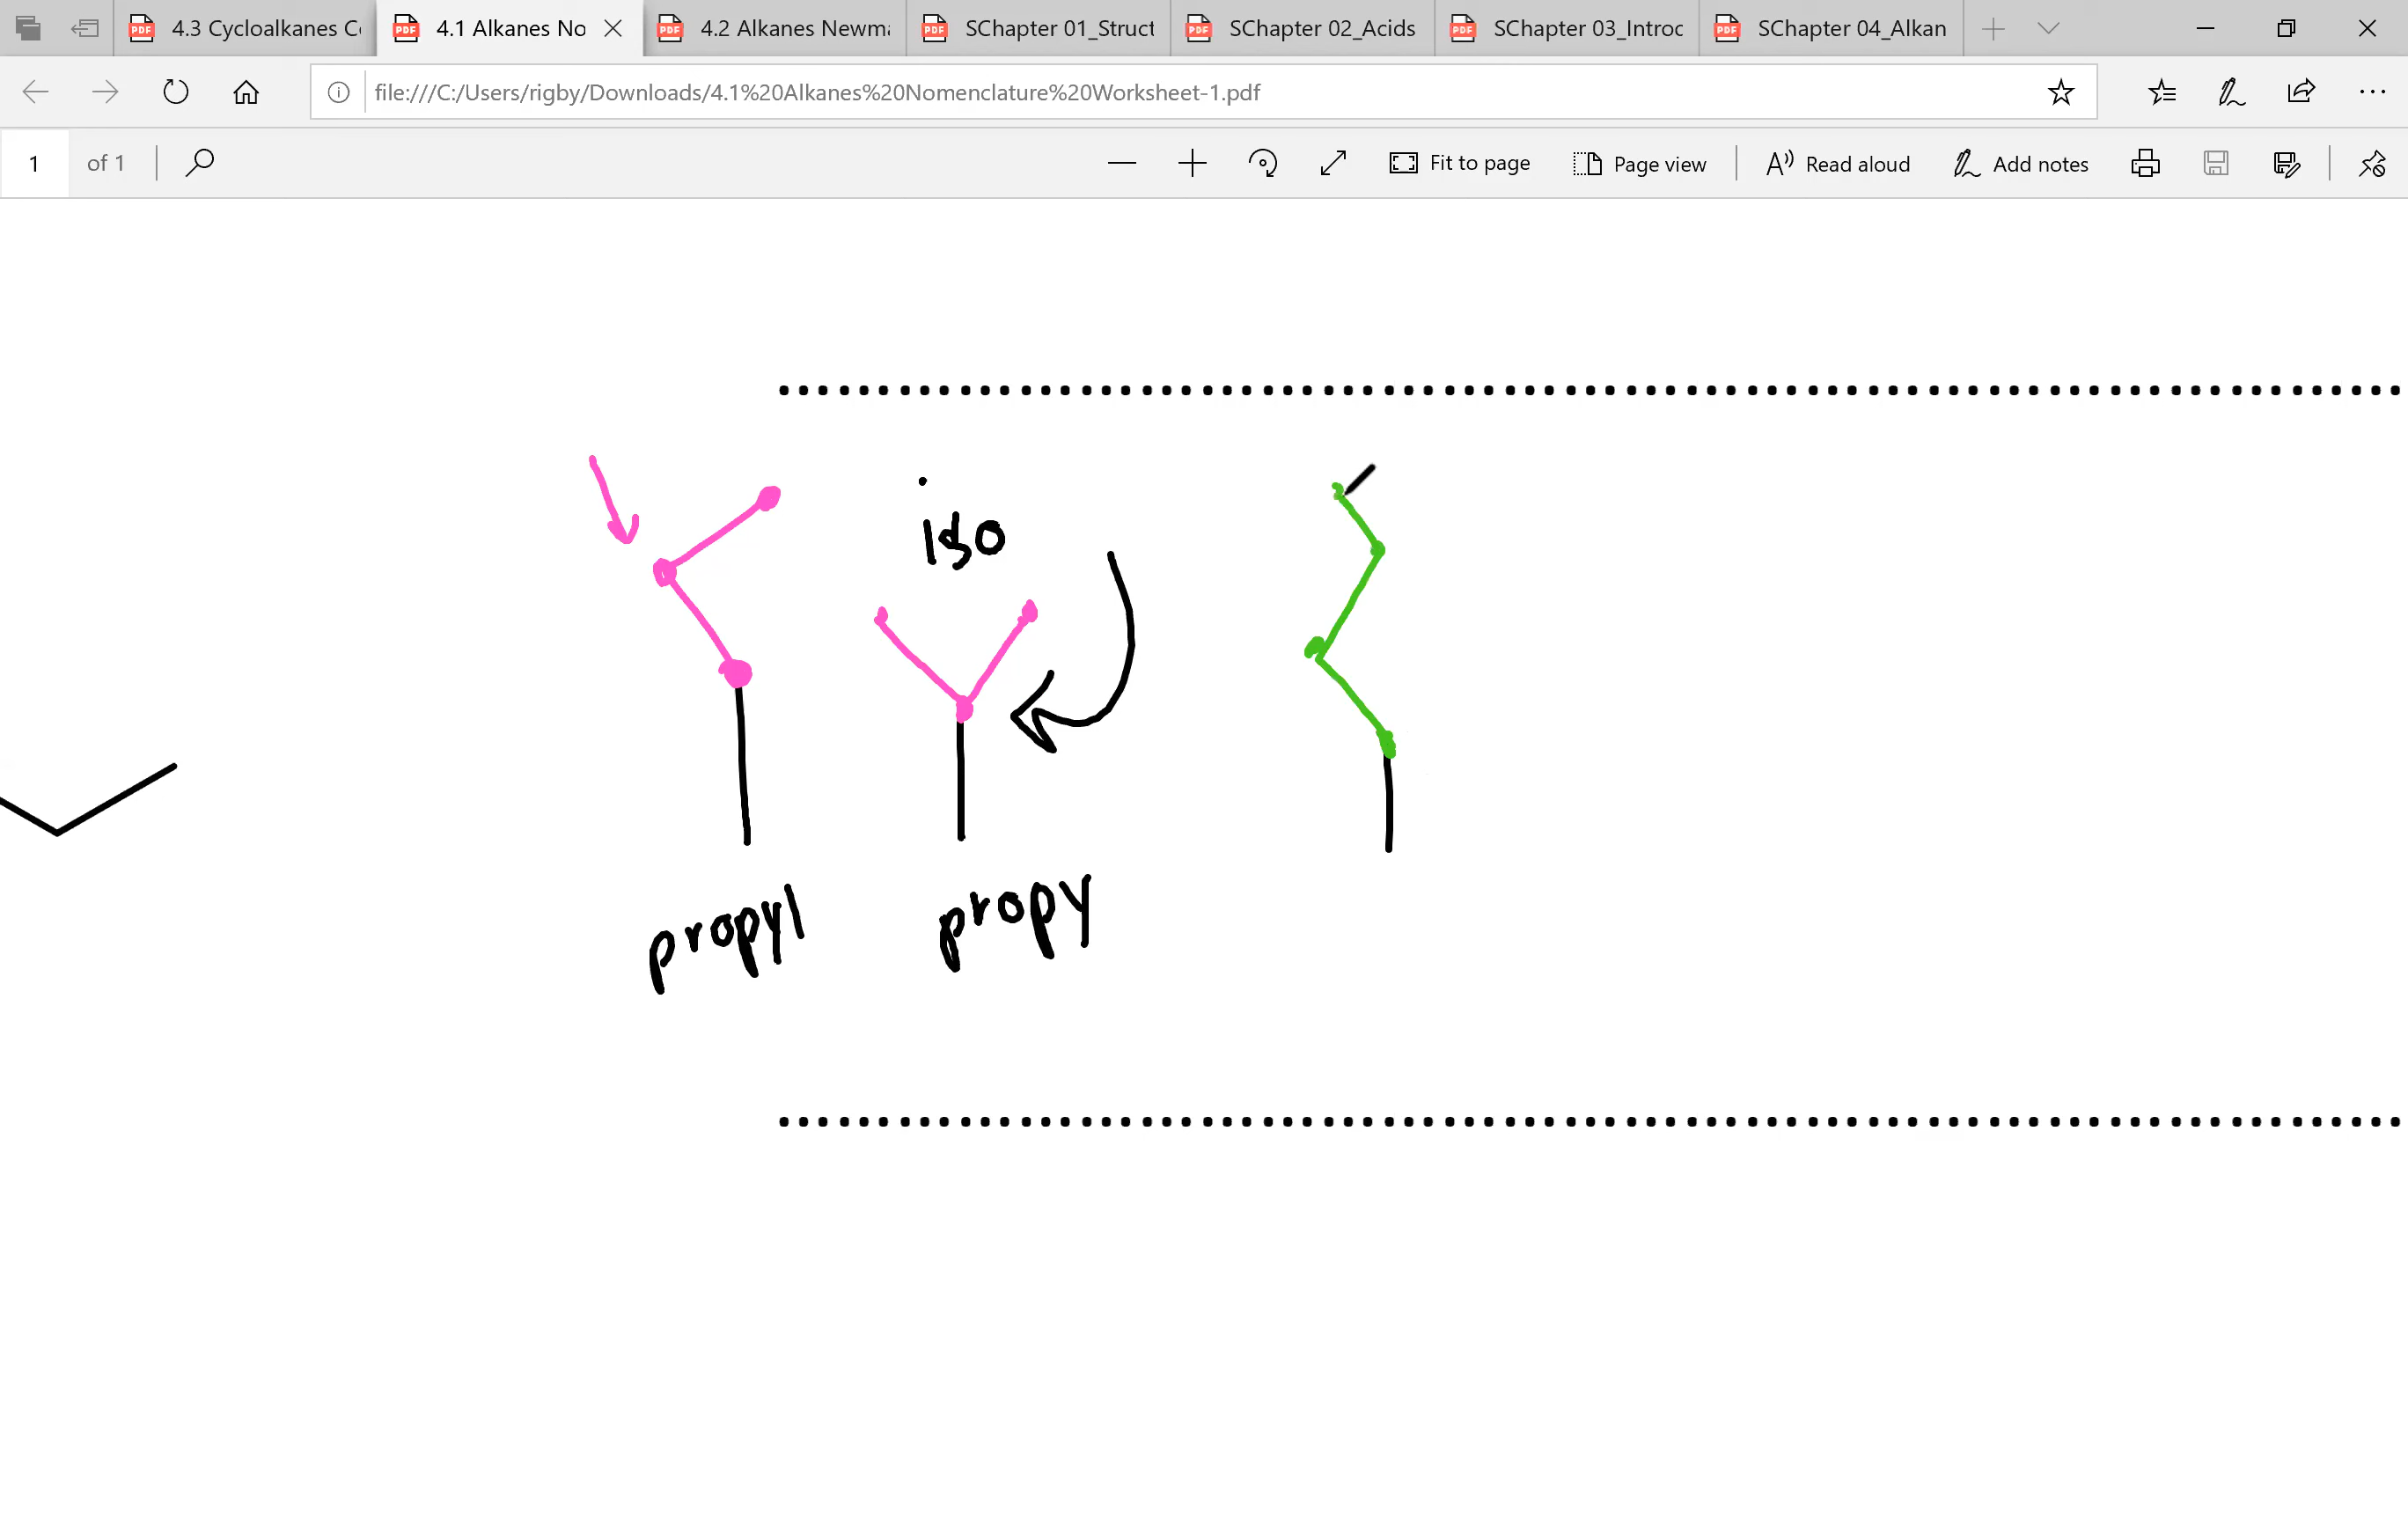 4.3 Cycloalkanes C
4.1 Alkanes No
4.2 Alkanes Newm
SChapter 01_Struct
SChapter 02_Acids
SChapter 03_Introc
SChapter 04_Alkan
file:///C:/Users/rigby/Downloads/4.1%20Alkanes%20Nomenclature%20Worksheet-1.pdf
1 of 1
Fit to page
Page view
Read aloud
Add notes
iso
propyl
propy